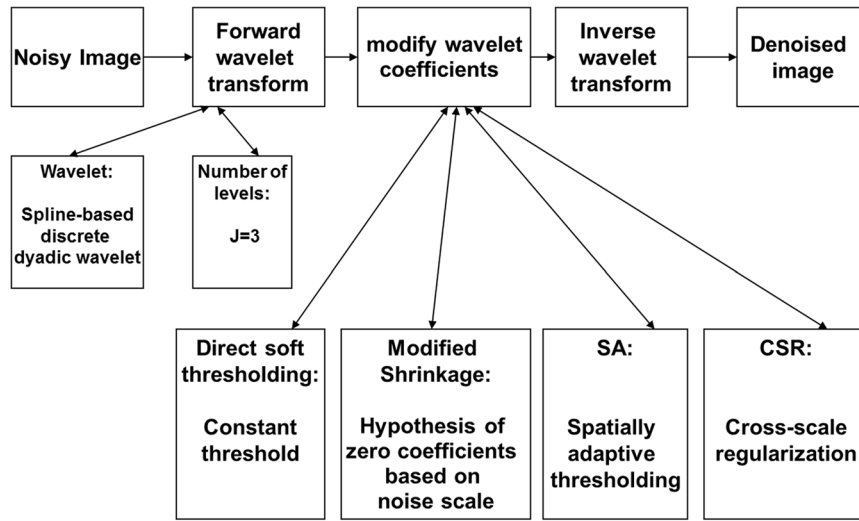 Noisy Image
Forward
wavelet
transform
modify wavelet
coefficients
Inverse
wavelet
transform
Denoised
image
Wavelet:
Spline-based
discrete
dyadic wavelet
Number of
levels:
J=3
Direct soft
thresholding:
Constant
threshold
Modified
Shrinkage:
Hypothesis of
zero coefficients
based on
noise scale
SA:
Spatially
adaptive
thresholding
CSR:
Cross-scale
regularization